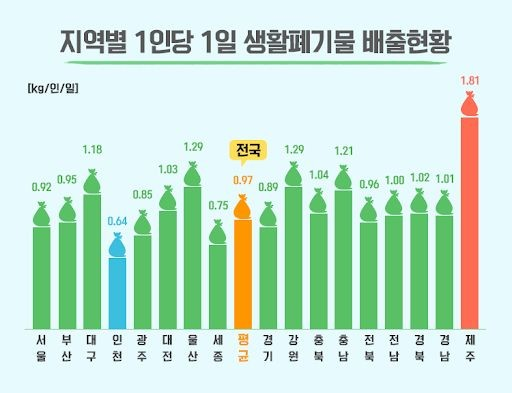 지역별 1인당 1일 생활폐기물 배출현황
[kg/인/일]
전국
0.92 0.95 1.18 0.64 0.85 1.03 1.29 0.75 0.97 0.89 1.29 1.04 1.21 0.96 1.00 1.02 1.01 1.81
서울 부산 대구 인천 광주 대전 울산 세종 평균 경기 강원 충북 충남 전북 전남 경북 경남 제주